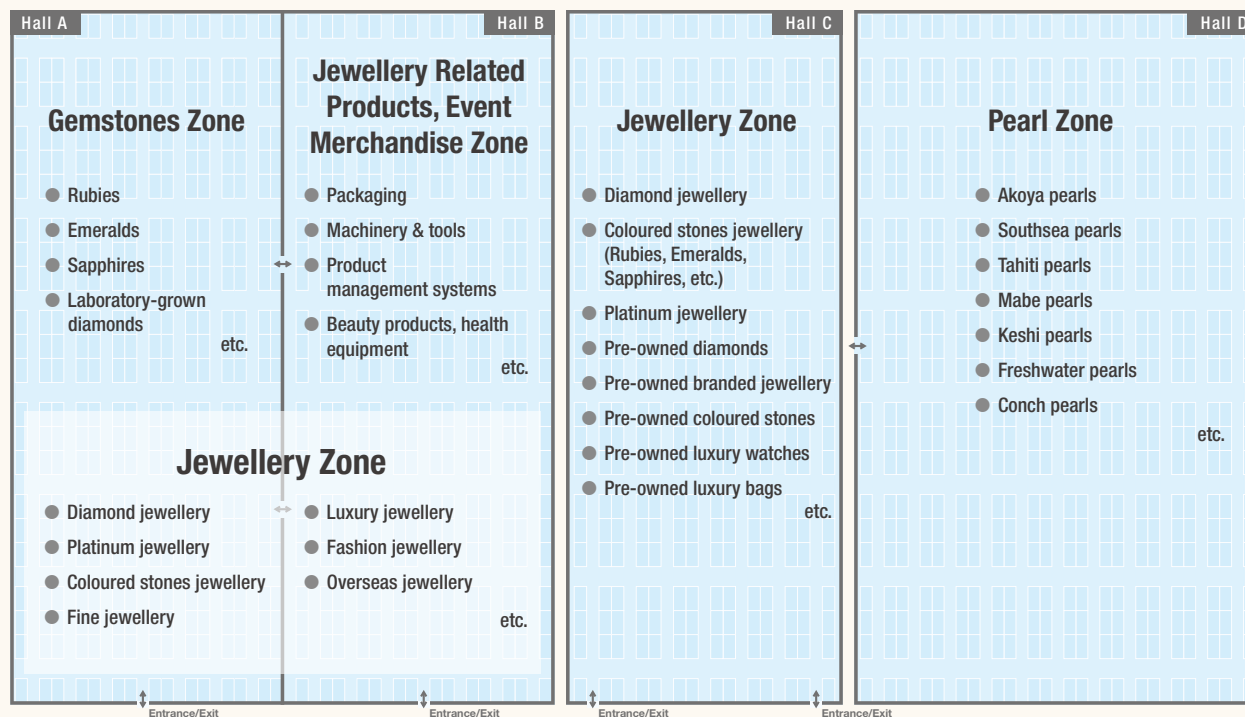 Hall A
Gemstones Zone
Rubies
Emeralds
Sapphires
Laboratory-grown
diamonds
etc.
Hall B
Jewellery Related
Products, Event
Merchandise Zone
Packaging
Machinery & tools
Product
management systems
Beauty products, health
equipment
etc.
Jewellery Zone
Diamond jewellery
Platinum jewellery
Coloured stones jewellery
Fine jewellery
Luxury jewellery
Fashion jewellery
Overseas jewellery
etc.
Entrance/Exit
Entrance/Exit
Hall C
Jewellery Zone
Diamond jewellery
Coloured stones jewellery
(Rubies, Emeralds,
Sapphires, etc.)
Platinum jewellery
Pre-owned diamonds
Pre-owned branded jewellery
Pre-owned coloured stones
Pre-owned luxury watches
Pre-owned luxury bags
etc.
Entrance/Exit
Entrance/Exit
Hall D
Pearl Zone
Akoya pearls
Southsea pearls
Tahiti pearls
Mabe pearls
Keshi pearls
Freshwater pearls
Conch pearls
etc.